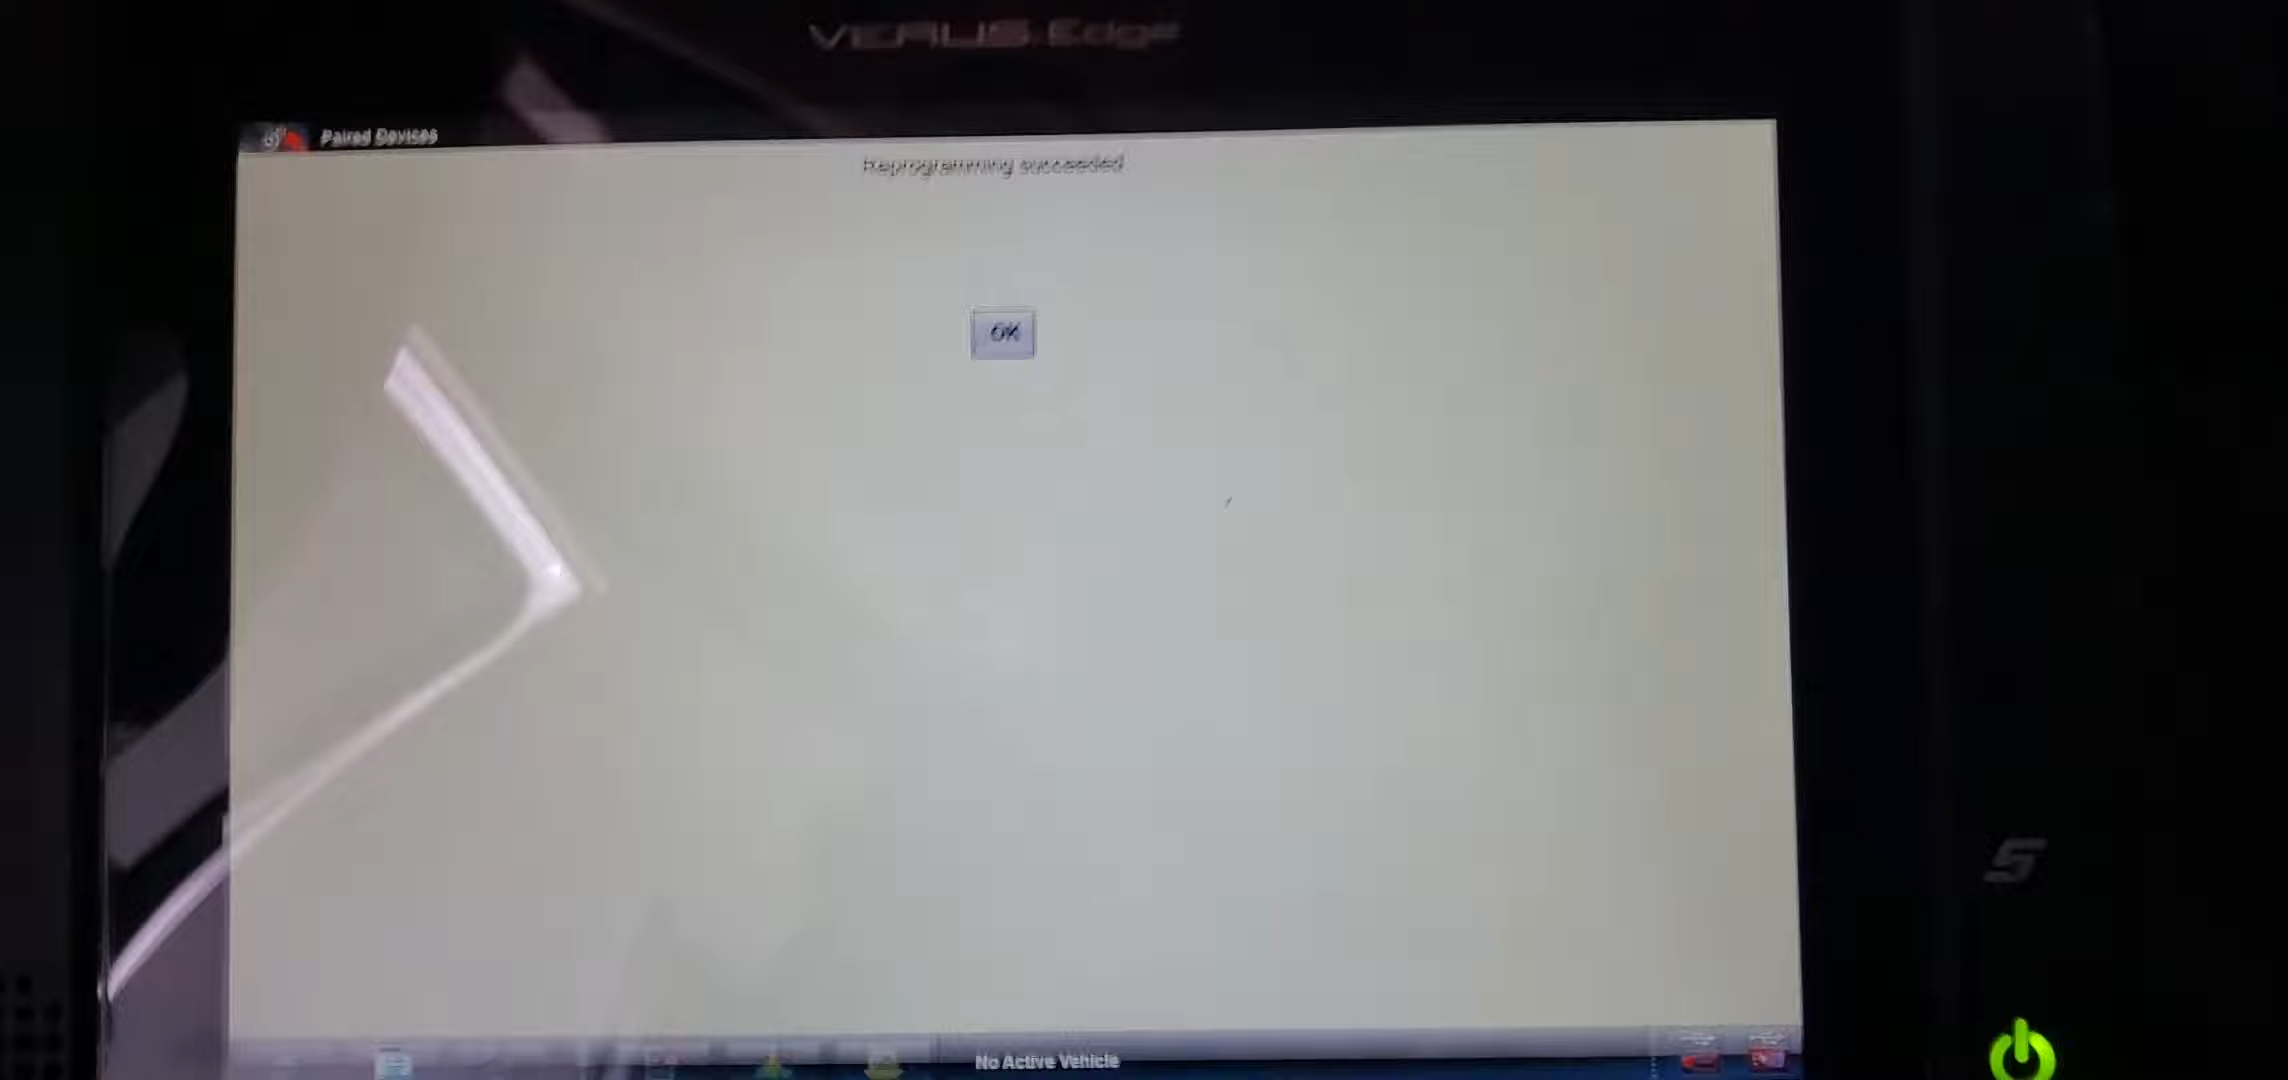 VERUS Edge
Paired Devices
Reprogramming succeeded
OK
S
No Active Vehicle